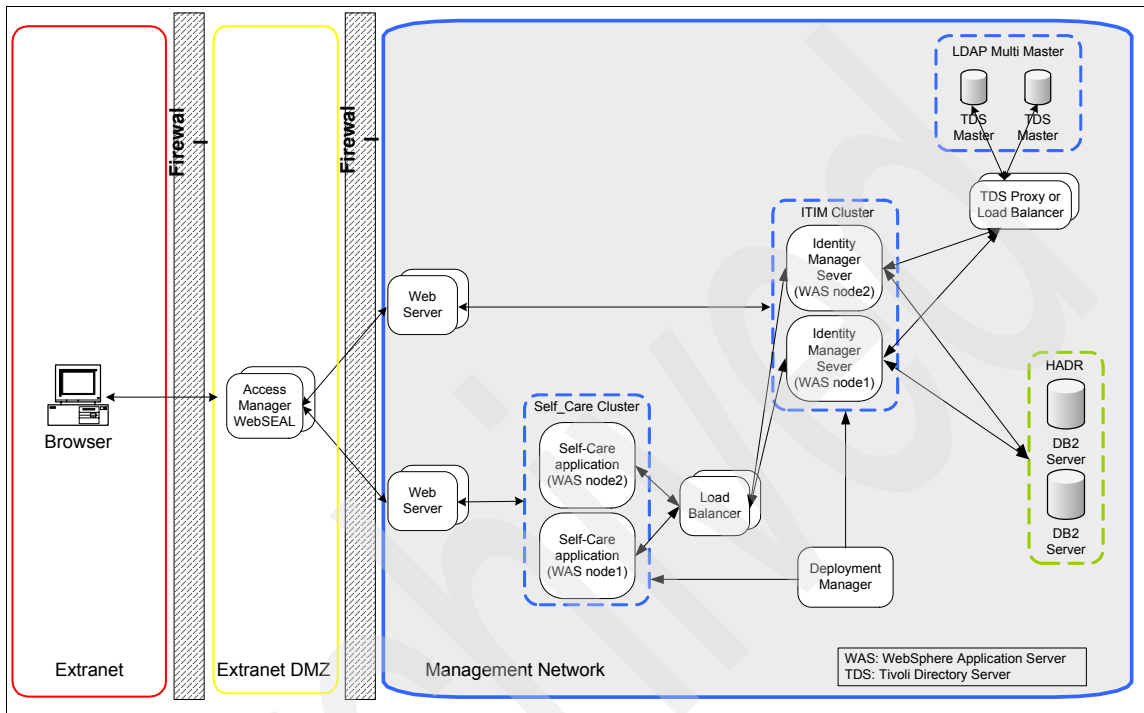 LDAP Multi Master
TDS
Master
TDS
Master
TDS Proxy or
Load Balancer
ITIM Cluster
Identity
Manager
Sever
(WAS node2)
Identity
Manager
Sever
(WAS node1)
Firewal
Firewal
Web
Server
Access
Manager
WebSEAL
Browser
Self_Care Cluster
Self-Care
application
(WAS node2)
Self-Care
application
(WAS node1)
Web
Server
Load
Balancer
HADR
DB2
Server
DB2
Server
Deployment
Manager
Extranet
Extranet DMZ
Management Network
WAS: WebSphere Application Server
TDS: Tivoli Directory Server